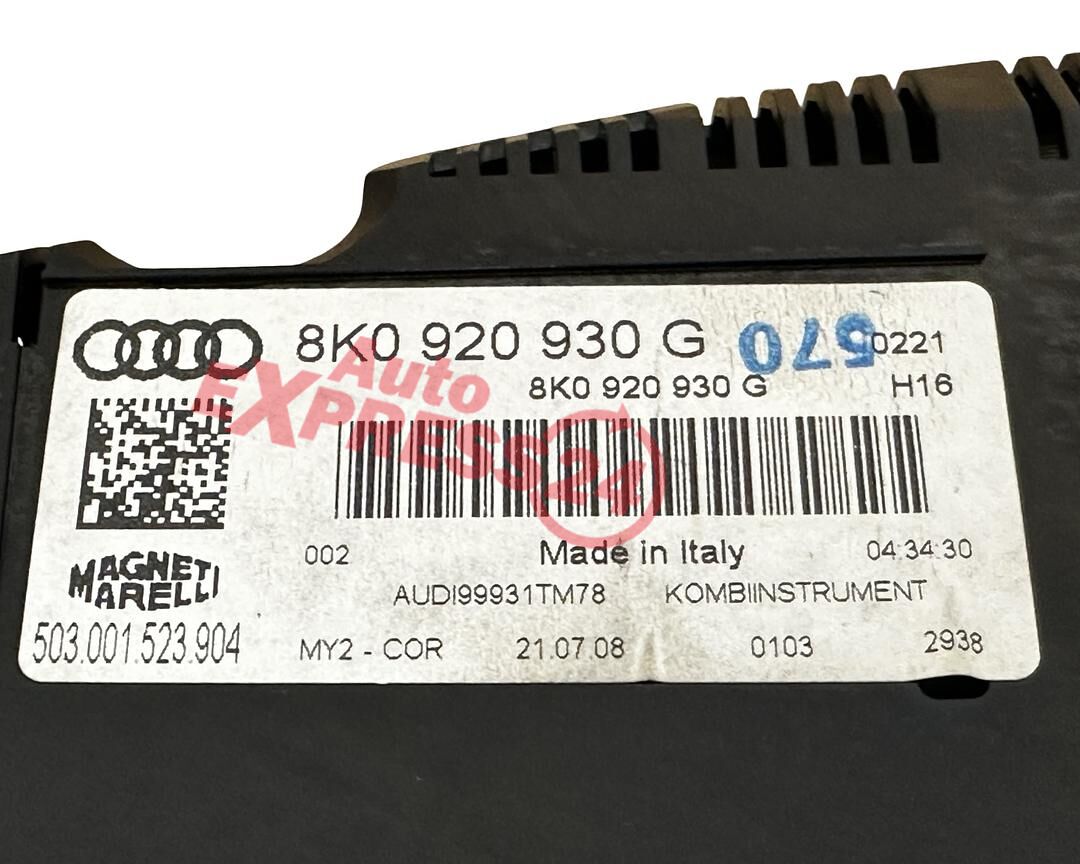 8K0 920 930 G 570 0221
8K0 920 930 G H16
Auto
EXPRESS24
002 Made in Italy 04:34:30
MAGNETI
MARELLI
AUDI99931TM78 KOMBIINSTRUMENT
503.001.523.904 MY2 - COR 21.07.08 0103 2938